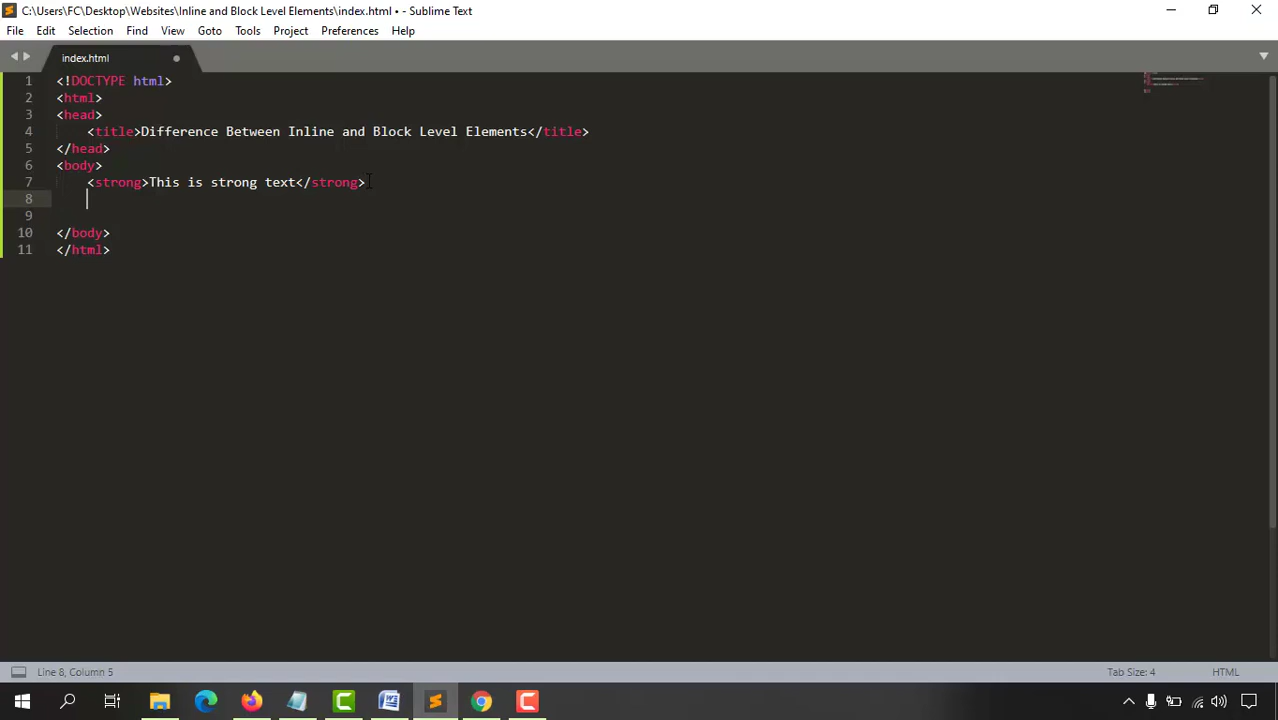 C:\Users\FC\Desktop\Websites\Inline and Block Level Elements\index.html • - Sublime Text
File Edit Selection Find View Goto Tools Project Preferences Help
index.html
1 <!DOCTYPE html>
2 <html>
3 <head>
4 <title>Difference Between Inline and Block Level Elements</title>
5 </head>
6 <body>
7 <strong>This is strong text</strong>
8
9
10 </body>
11 </html>
Line 8, Column 5 Tab Size: 4 HTML